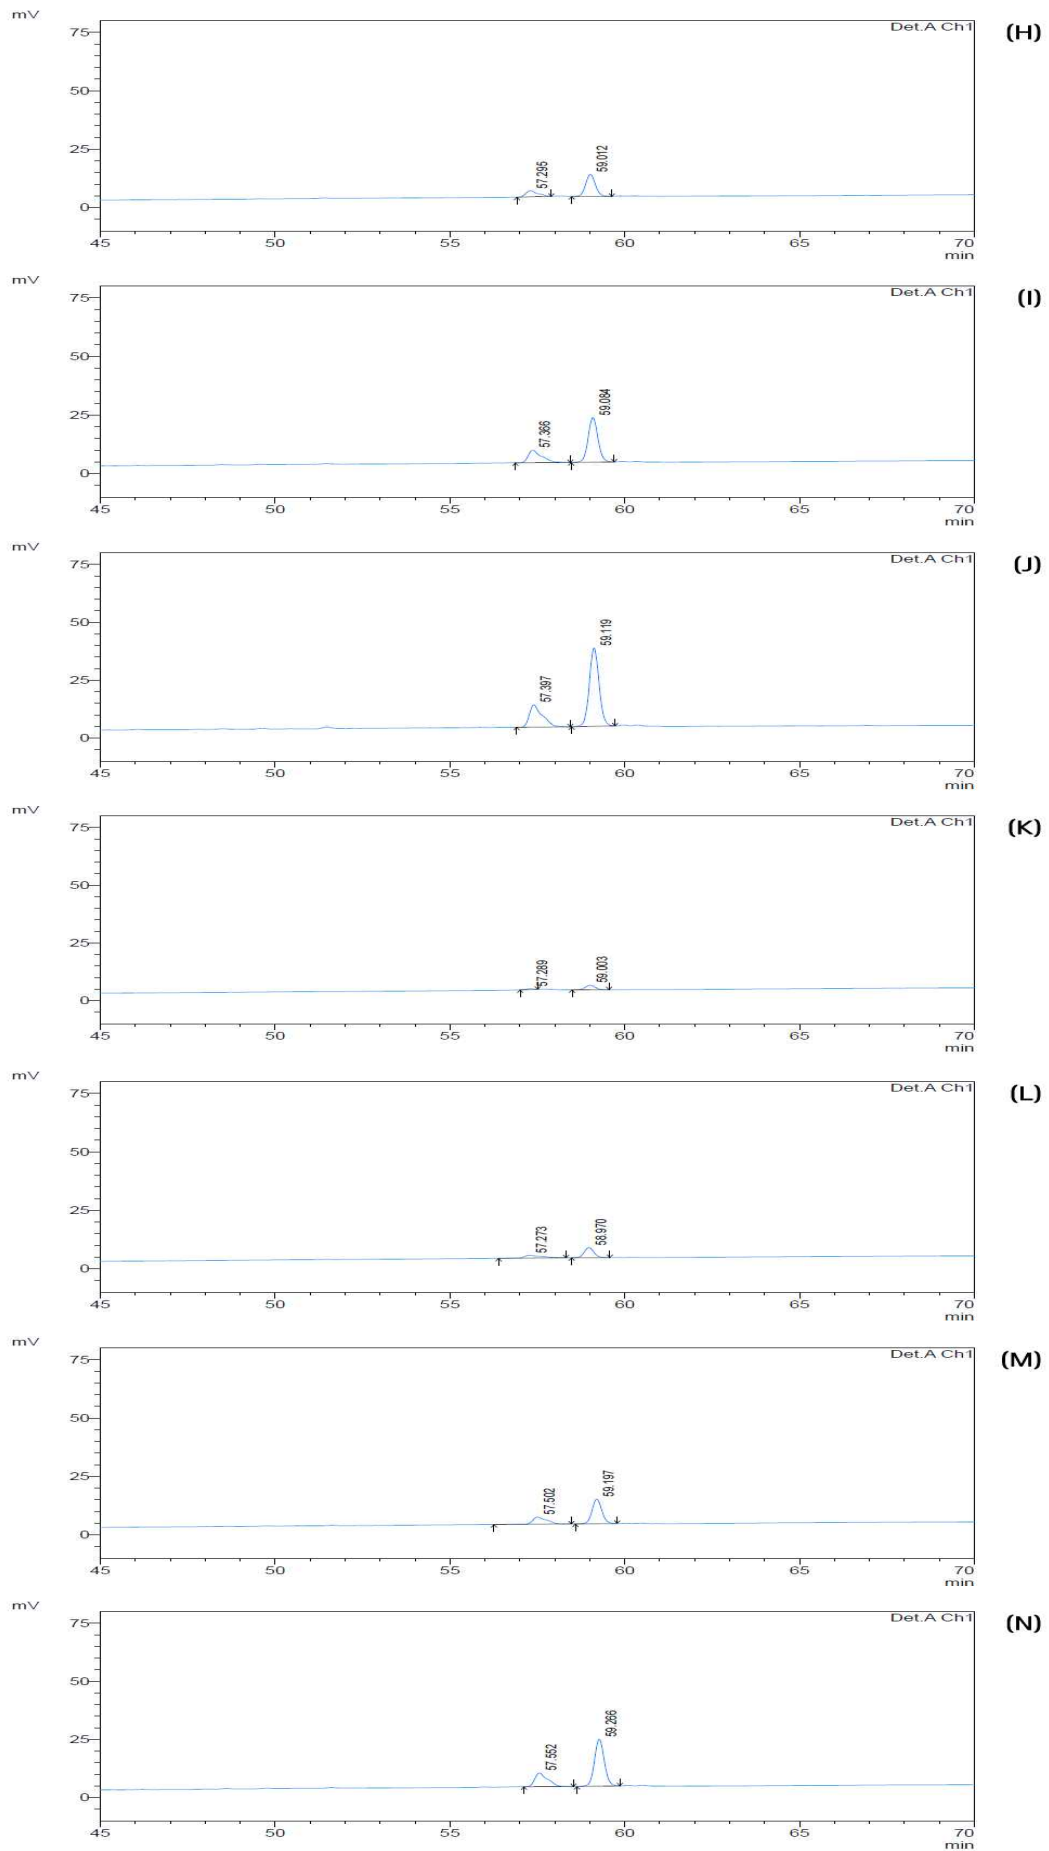 mV
75
50
25
0
Det.A Ch1
(H)
57.295
59.012
45 50 55 60 65 70
min
mV
75
50
25
0
Det.A Ch1
(I)
57.366
59.084
45 50 55 60 65 70
min
mV
75
50
25
0
Det.A Ch1
(J)
57.397
59.119
45 50 55 60 65 70
min
mV
75
50
25
0
Det.A Ch1
(K)
57.289
59.003
45 50 55 60 65 70
min
mV
75
50
25
0
Det.A Ch1
(L)
57.273
58.970
45 50 55 60 65 70
min
mV
75
50
25
0
Det.A Ch1
(M)
57.502
59.197
45 50 55 60 65 70
min
mV
75
50
25
0
Det.A Ch1
(N)
57.552
59.266
45 50 55 60 65 70
min